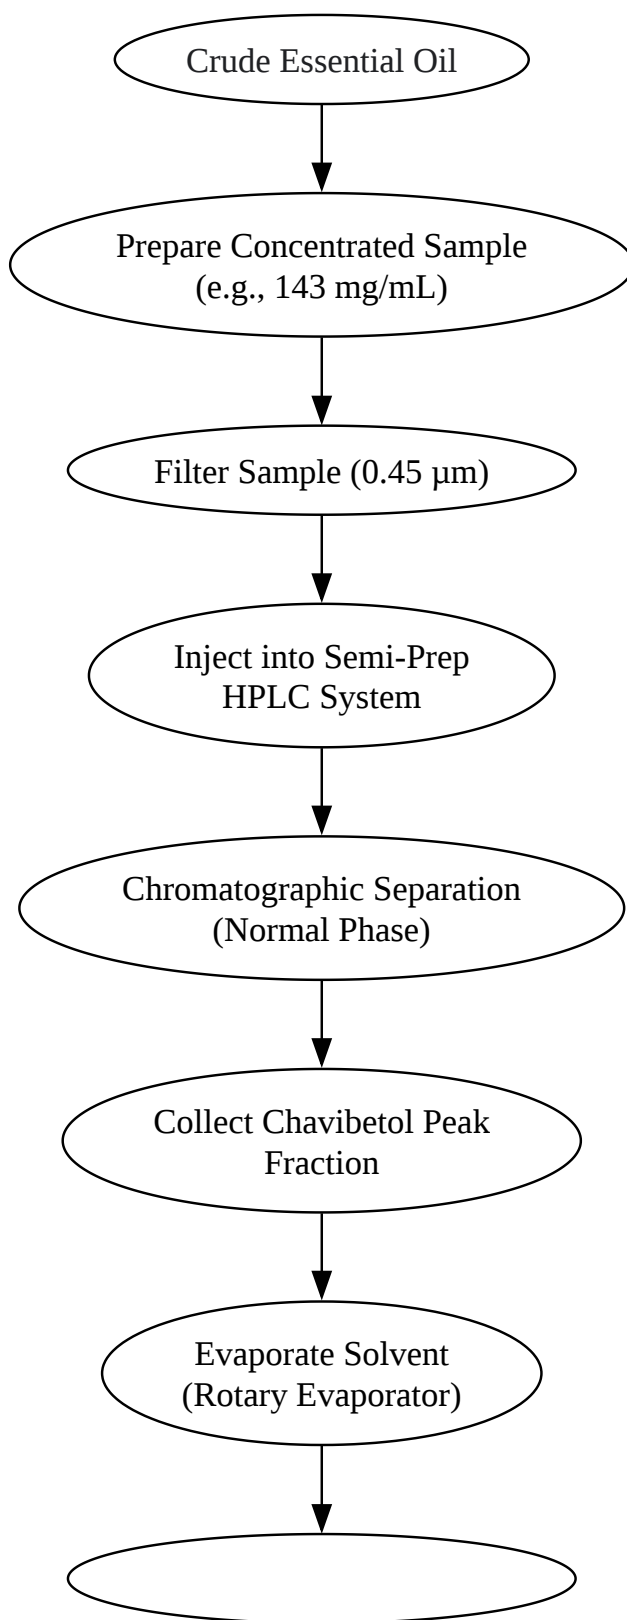 Crude Essential Oil
Prepare Concentrated Sample
(e.g., 143 mg/mL)
Filter Sample (0.45 µm)
Inject into Semi-Prep
HPLC System
Chromatographic Separation
(Normal Phase)
Collect Chavibetol Peak
Fraction
Evaporate Solvent
(Rotary Evaporator)